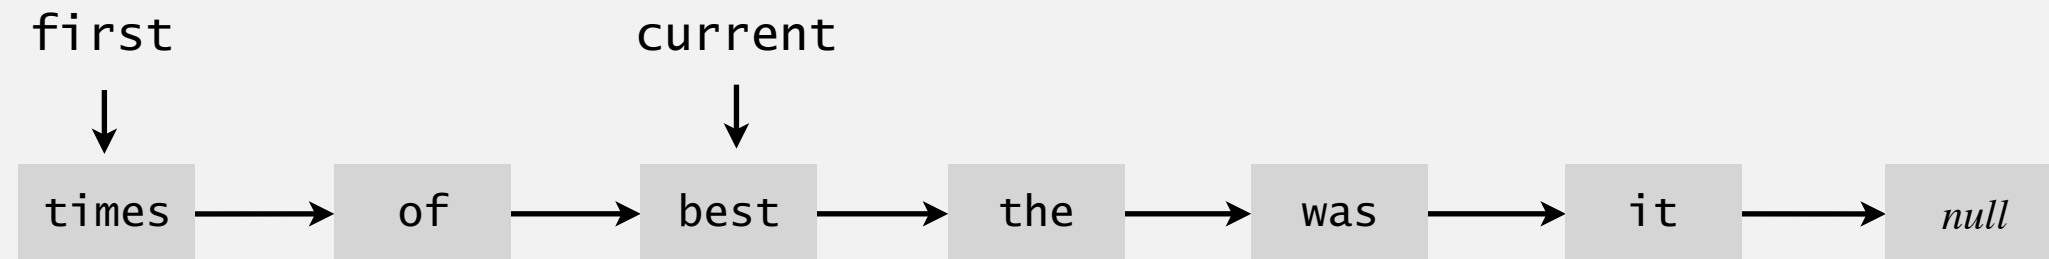 first current
times of best the was it null